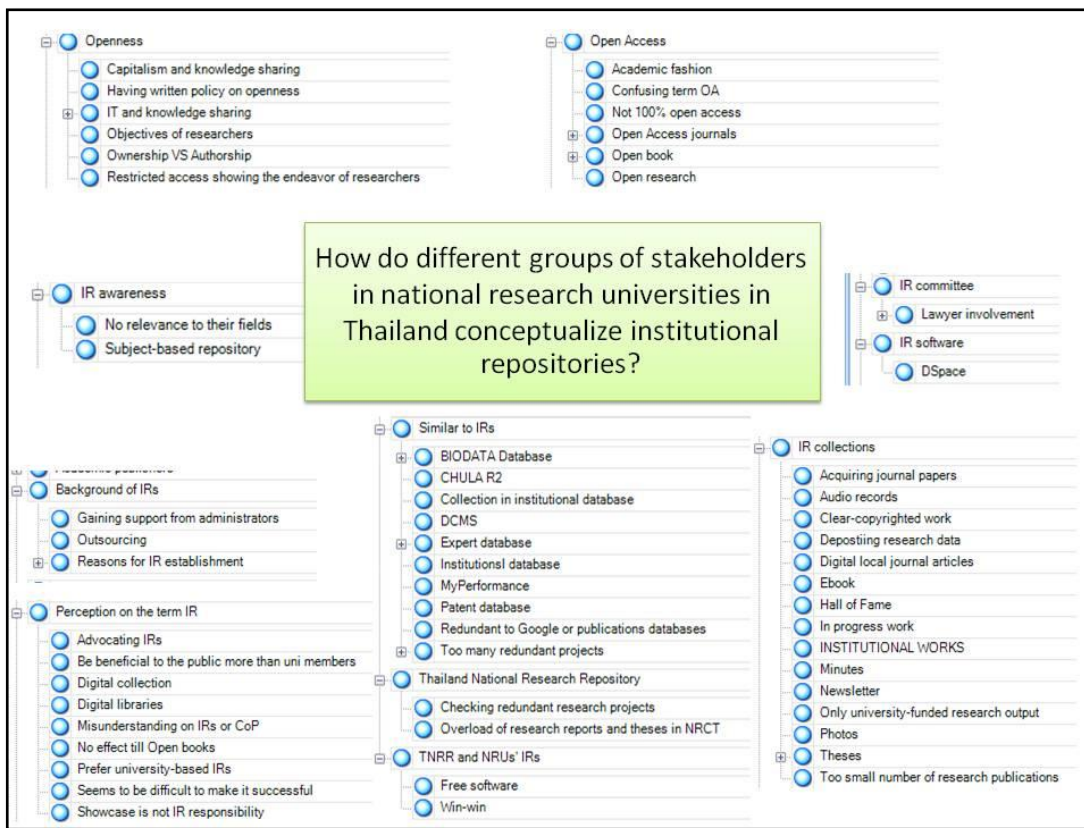 Openness
Capitalism and knowledge sharing
Having written policy on openness
IT and knowledge sharing
Objectives of researchers
Ownership VS Authorship
Restricted access showing the endeavor of researchers
Open Access
Academic fashion
Confusing term OA
Not 100% open access
Open Access journals
Open book
Open research
How do different groups of stakeholders
in national research universities in
Thailand conceptualize institutional
repositories?
IR awareness
No relevance to their fields
Subject-based repository
IR committee
Lawyer involvement
IR software
DSpace
Academic publishers
Background of IRs
Gaining support from administrators
Outsourcing
Reasons for IR establishment
Perception on the term IR
Advocating IRs
Be beneficial to the public more than uni members
Digital collection
Digital libraries
Misunderstanding on IRs or CoP
No effect till Open books
Prefer university-based IRs
Seems to be difficult to make it successful
Showcase is not IR responsibility
Similar to IRs
BIODATA Database
CHULA R2
Collection in institutional database
DCMS
Expert database
Institutionsl database
MyPerformance
Patent database
Redundant to Google or publications databases
Too many redundant projects
Thailand National Research Repository
Checking redundant research projects
Overload of research reports and theses in NRCT
TNRR and NRUs' IRs
Free software
Win-win
IR collections
Acquiring journal papers
Audio records
Clear-copyrighted work
Depostiing research data
Digital local journal articles
Ebook
Hall of Fame
In progress work
INSTITUTIONAL WORKS
Minutes
Newsletter
Only university-funded research output
Photos
Theses
Too small number of research publications